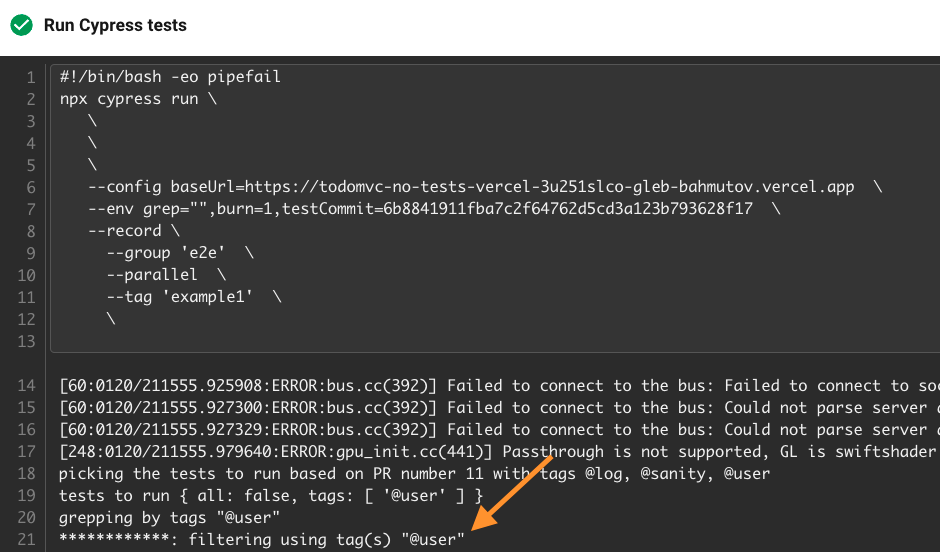 Run Cypress tests
1 #!/bin/bash -eo pipefail
2 npx cypress run \
3 \
4 \
5 \
6 --config baseUrl=https://todomvc-no-tests-vercel-3u251slco-gleb-bahmutov.vercel.app \
7 --env grep="",burn=1,testCommit=6b8841911fba7c2f64762d5cd3a123b793628f17 \
8 --record \
9 --group 'e2e' \
10 --parallel \
11 --tag 'example1' \
12 \
13
14 [60:0120/211555.925908:ERROR:bus.cc(392)] Failed to connect to the bus: Failed to connect to soc
15 [60:0120/211555.927300:ERROR:bus.cc(392)] Failed to connect to the bus: Could not parse server a
16 [60:0120/211555.927329:ERROR:bus.cc(392)] Failed to connect to the bus: Could not parse server a
17 [248:0120/211555.979640:ERROR:gpu_init.cc(441)] Passthrough is not supported, GL is swiftshader
18 picking the tests to run based on PR number 11 with tags @log, @sanity, @user
19 tests to run { all: false, tags: [ '@user' ] }
20 grepping by tags "@user"
21 ************: filtering using tag(s) "@user"